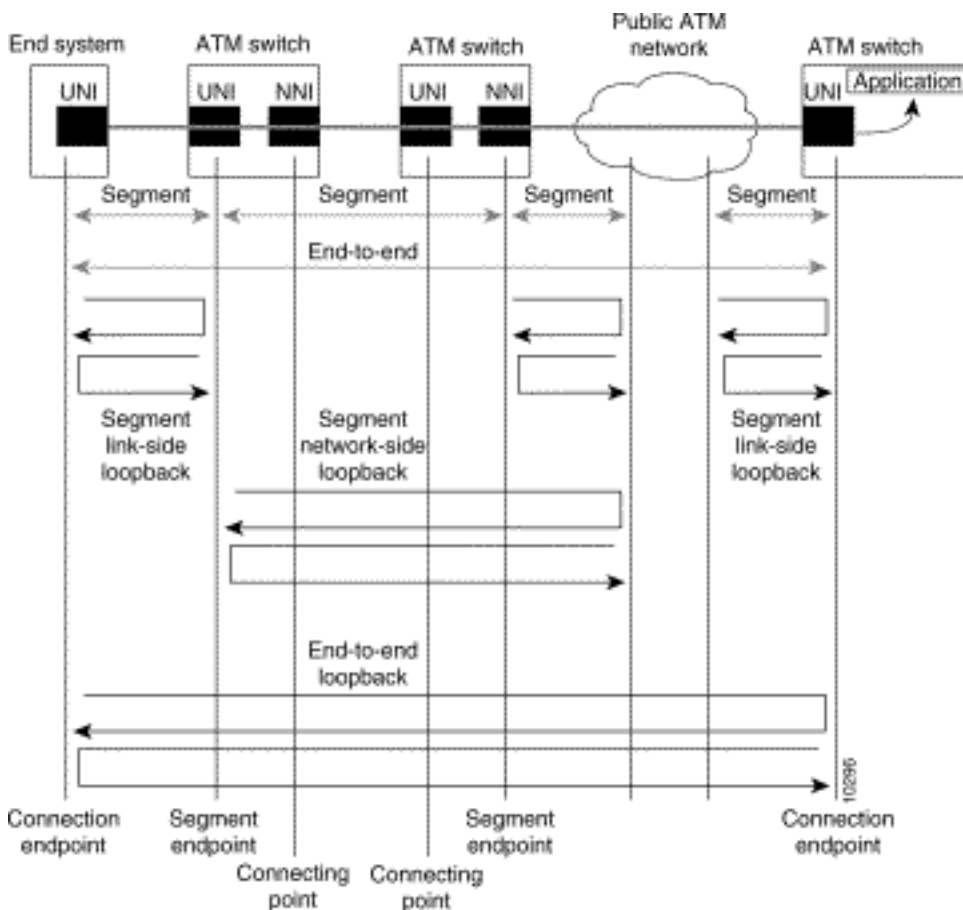 Public ATM
network
End system
ATM switch
ATM switch
ATM switch
UNI
UNI
NNI
UNI
NNI
UNI
Application
Segment
Segment
Segment
Segment
End-to-end
Segment
link-side
loopback
Segment
network-side
loopback
Segment
link-side
loopback
End-to-end
loopback
10296
Connection
endpoint
Segment
endpoint
Segment
endpoint
Connection
endpoint
Connecting
point
Connecting
point